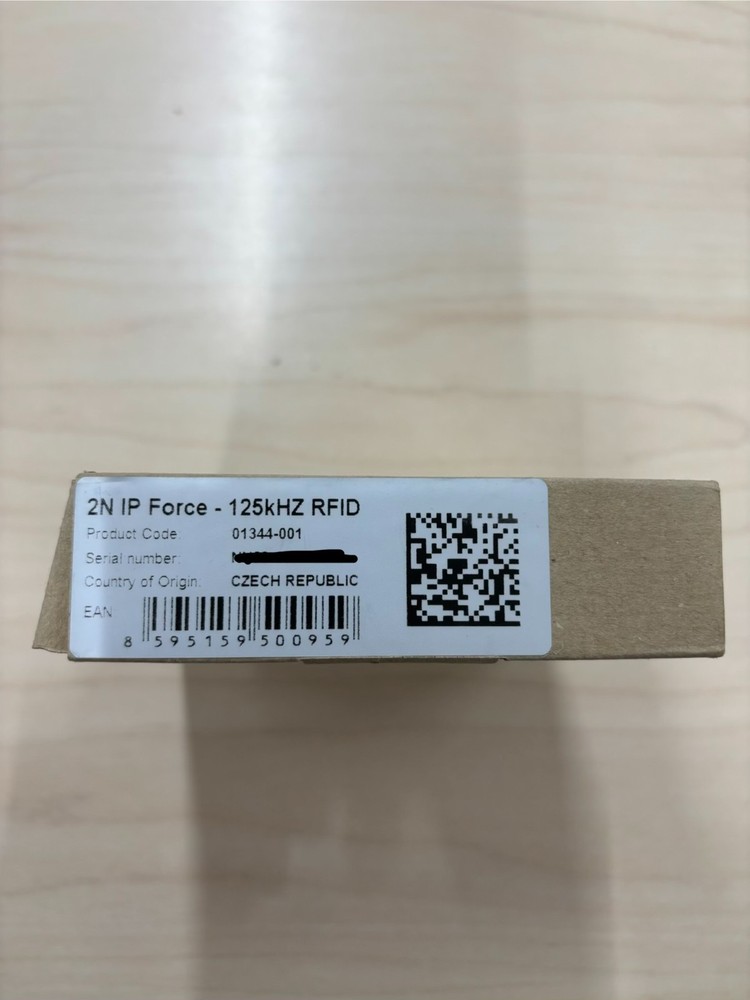 2N IP Force - 125kHZ RFID
Product Code: 01344-001
Serial number:
Country of Origin: CZECH REPUBLIC
EAN
8 595159 500959